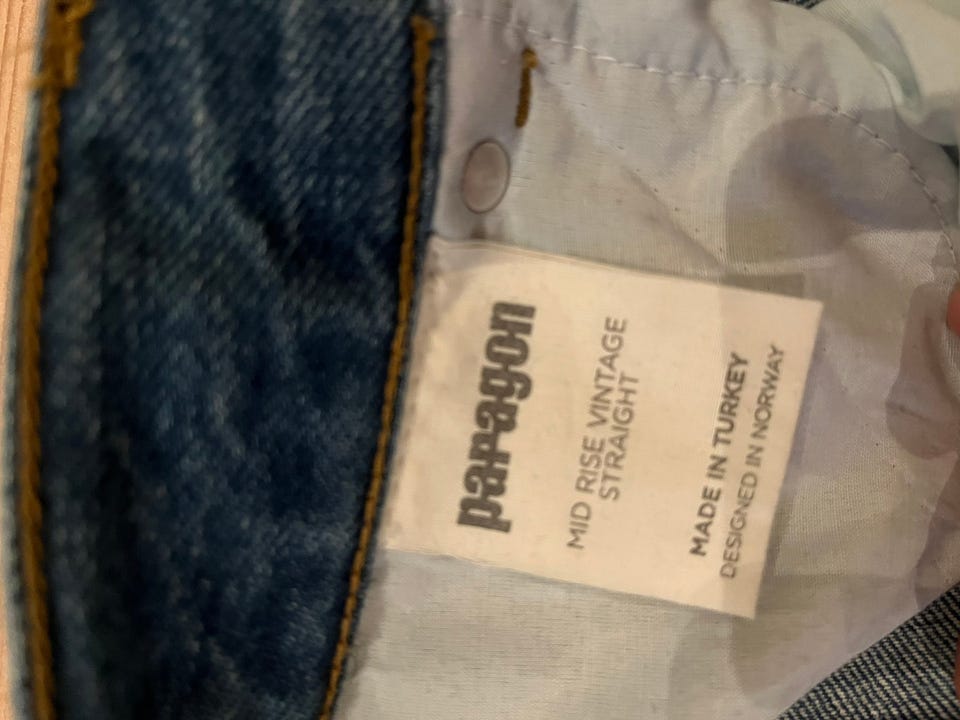 paragon
MID RISE VINTAGE
STRAIGHT
MADE IN TURKEY
DESIGNED IN NORWAY